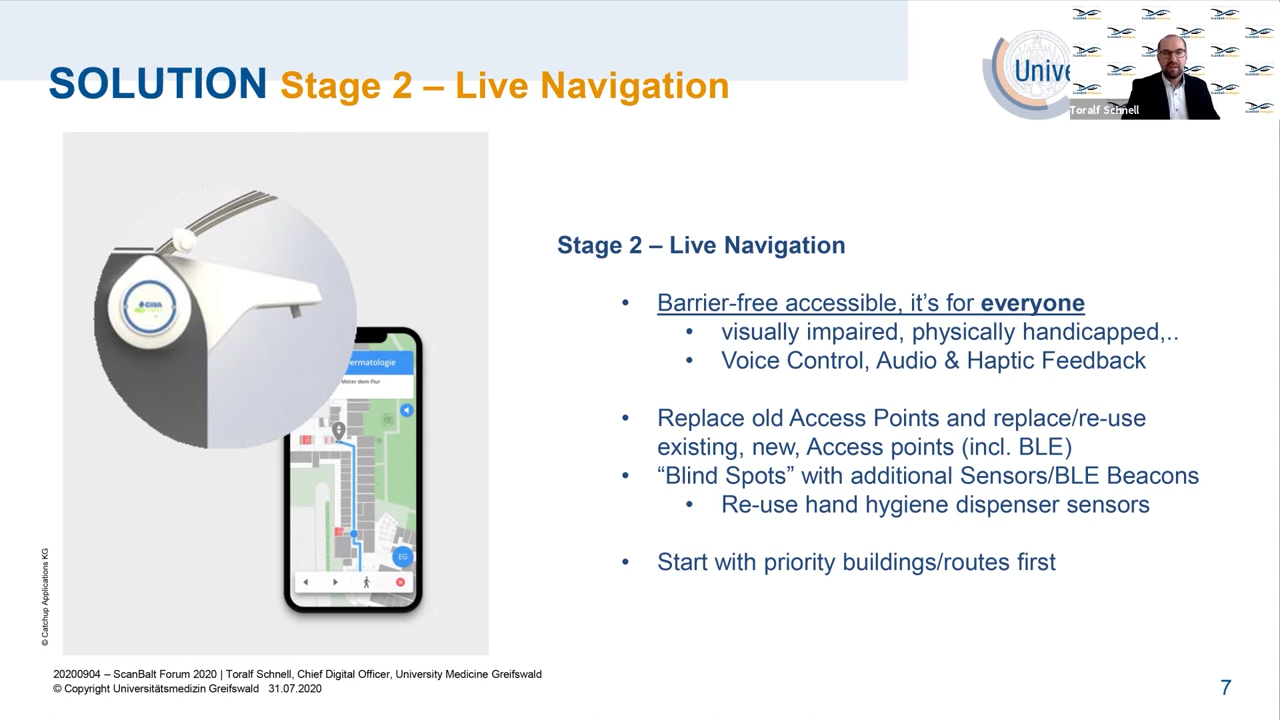 SOLUTION Stage 2 – Live Navigation
Unive
Toralf Schnell
GWA
ermatologie
Meter dem Flur
EG
Stage 2 – Live Navigation
• Barrier-free accessible, it’s for everyone
• visually impaired, physically handicapped,..
• Voice Control, Audio & Haptic Feedback
• Replace old Access Points and replace/re-use
existing, new, Access points (incl. BLE)
• “Blind Spots” with additional Sensors/BLE Beacons
• Re-use hand hygiene dispenser sensors
• Start with priority buildings/routes first
© Catchup Applications KG
20200904 – ScanBalt Forum 2020 | Toralf Schnell, Chief Digital Officer, University Medicine Greifswald
© Copyright Universitätsmedizin Greifswald 31.07.2020
7